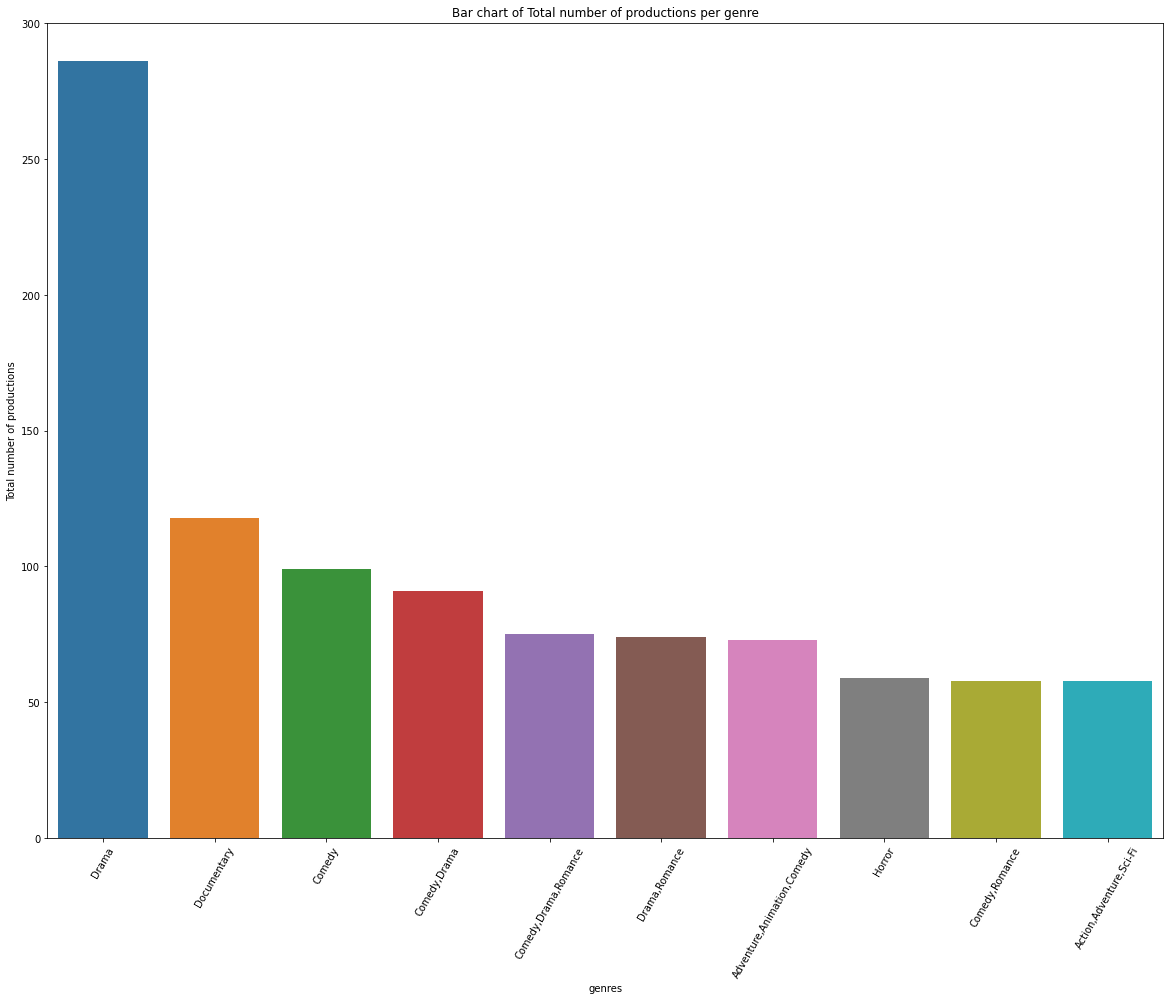 Bar chart of Total number of productions per genre
300
250
200
150
100
50
0
Total number of productions
Drama
Documentary
Comedy
Comedy,Drama
Comedy,Drama,Romance
Drama,Romance
Adventure,Animation,Comedy
Horror
Comedy,Romance
Action,Adventure,Sci-Fi
genres